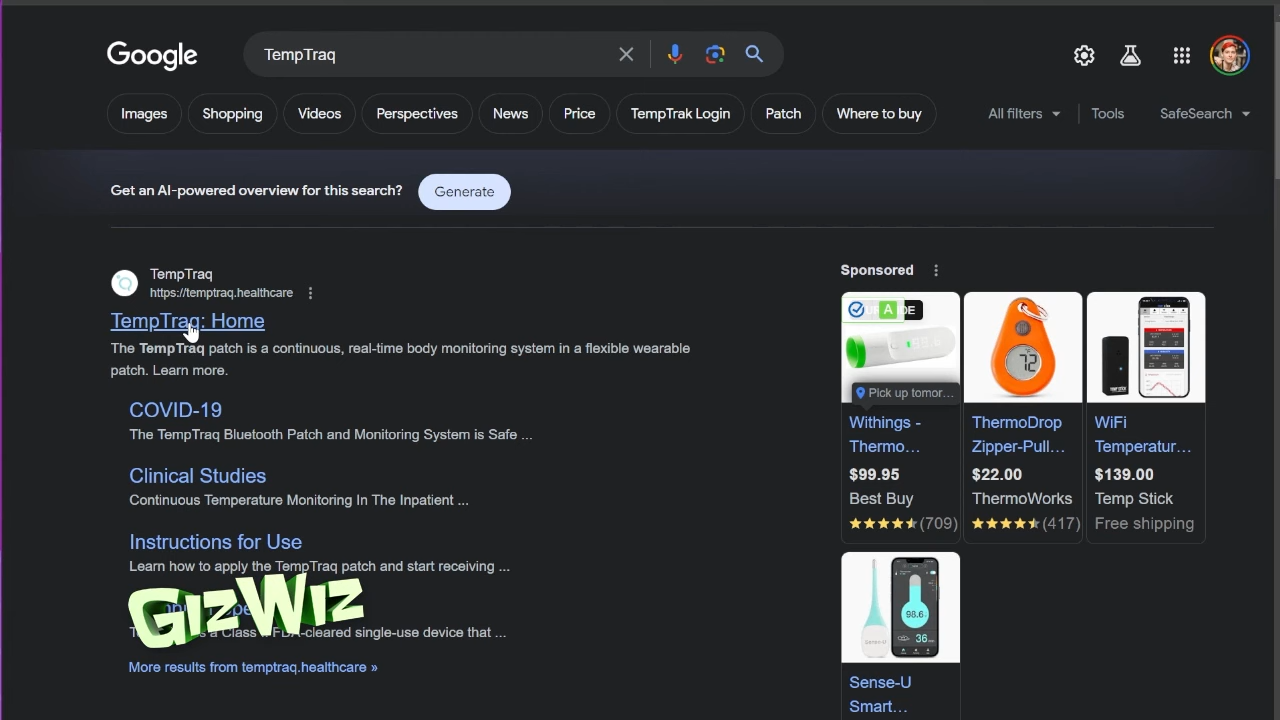 Google
TempTraq
Images
Shopping
Videos
Perspectives
News
Price
TempTrak Login
Patch
Where to buy
All filters
Tools
SafeSearch
Get an AI-powered overview for this search?
Generate
TempTraq
https://temptraq.healthcare
TempTraq: Home
The TempTraq patch is a continuous, real-time body monitoring system in a flexible wearable
patch. Learn more.
COVID-19
The TempTraq Bluetooth Patch and Monitoring System is Safe ...
Clinical Studies
Continuous Temperature Monitoring In The Inpatient ...
Instructions for Use
Learn how to apply the TempTraq patch and start receiving ...
GizWiz
s a Class FDA-cleared single-use device that ...
More results from temptraq.healthcare »
Sponsored
A
Pick up tomor...
Withings -
Thermo...
$99.95
Best Buy
(709)
72
ThermoDrop
Zipper-Pull...
$22.00
ThermoWorks
(417)
WiFi
Temperatur...
$139.00
Temp Stick
Free shipping
98.6
36
Sense-U
Sense-U
Smart...